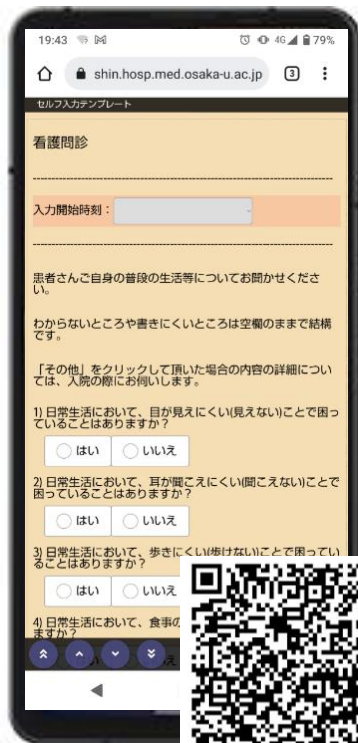 19:43 4G 79%
shin.hosp.med.osaka-u.ac.jp 3
セルフ入力テンプレート
看護問診
入力開始時刻：
患者さんご自身の普段の生活等についてお聞かせくださ
い。
わからないところや書きにくいところは空欄のままで結構
です。
「その他」をクリックして頂いた場合の内容の詳細につい
ては、入院の際にお伺いします。
1) 日常生活において、目が見えにくい(見えない)ことで困っ
ていることはありますか？
はい いいえ
2) 日常生活において、耳が聞こえにくい(聞こえない)ことで
困っていることはありますか？
はい いいえ
3) 日常生活において、歩きにくい(歩けない)ことで困ってい
ることはありますか？
はい いいえ
4) 日常生活において、食事の
ますか？